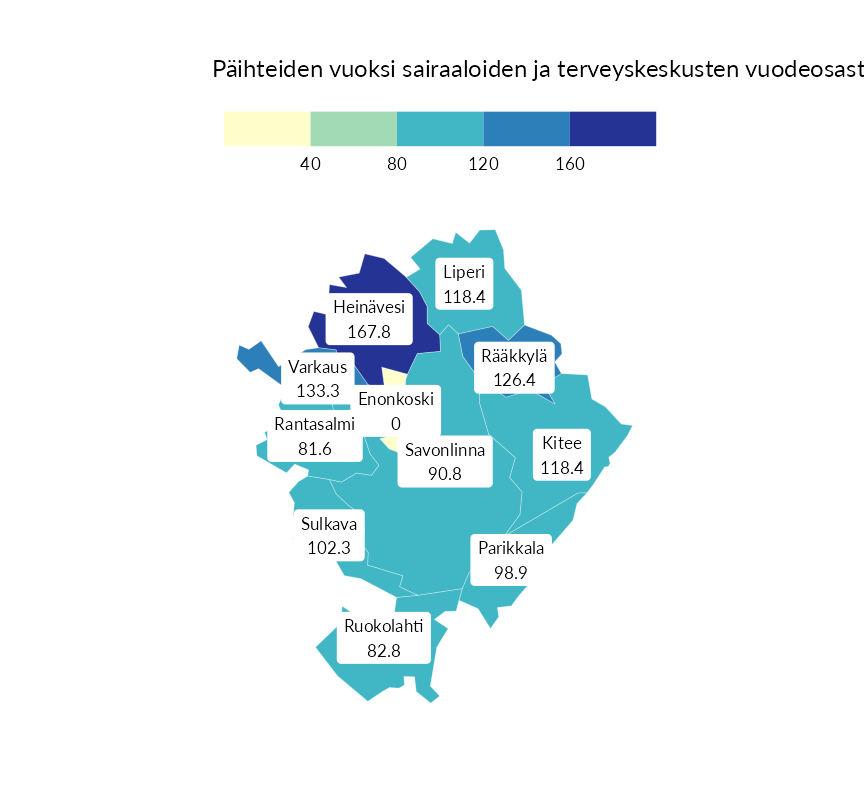 Päihteiden vuoksi sairaaloiden ja terveyskeskusten vuodeosast
40 80 120 160
Liperi
118.4
Heinävesi
167.8
Rääkkylä
126.4
Varkaus
133.3
Enonkoski
0
Rantasalmi
81.6
Savonlinna
90.8
Kitee
118.4
Sulkava
102.3
Parikkala
98.9
Ruokolahti
82.8